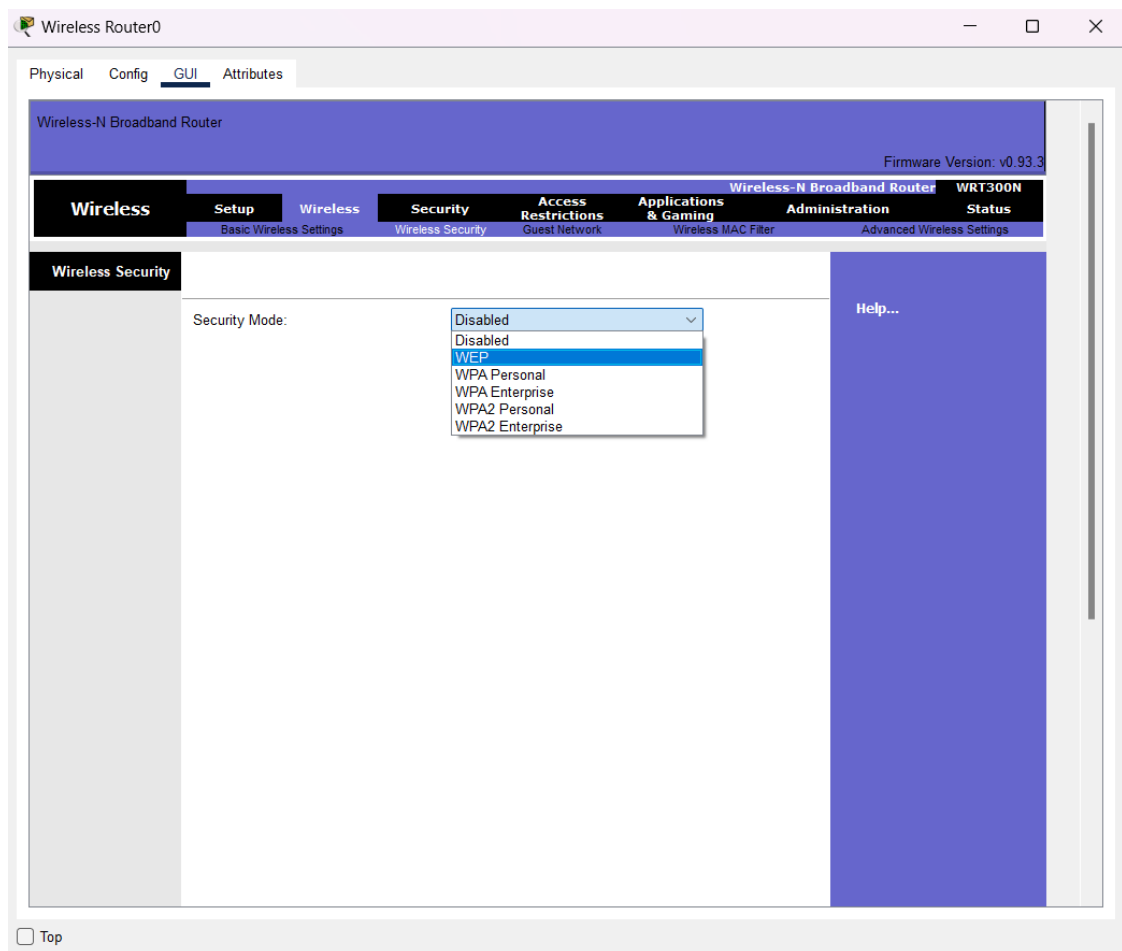 Wireless Router0
Physical Config GUI Attributes
Wireless-N Broadband Router
Firmware Version: v0.93.3
Wireless-N Broadband Router WRT300N
Wireless
Setup Wireless Security Access Restrictions Applications & Gaming Administration Status
Basic Wireless Settings Wireless Security Guest Network Wireless MAC Filter Advanced Wireless Settings
Wireless Security
Help...
Security Mode: Disabled
Disabled
WEP
WPA Personal
WPA Enterprise
WPA2 Personal
WPA2 Enterprise
Top